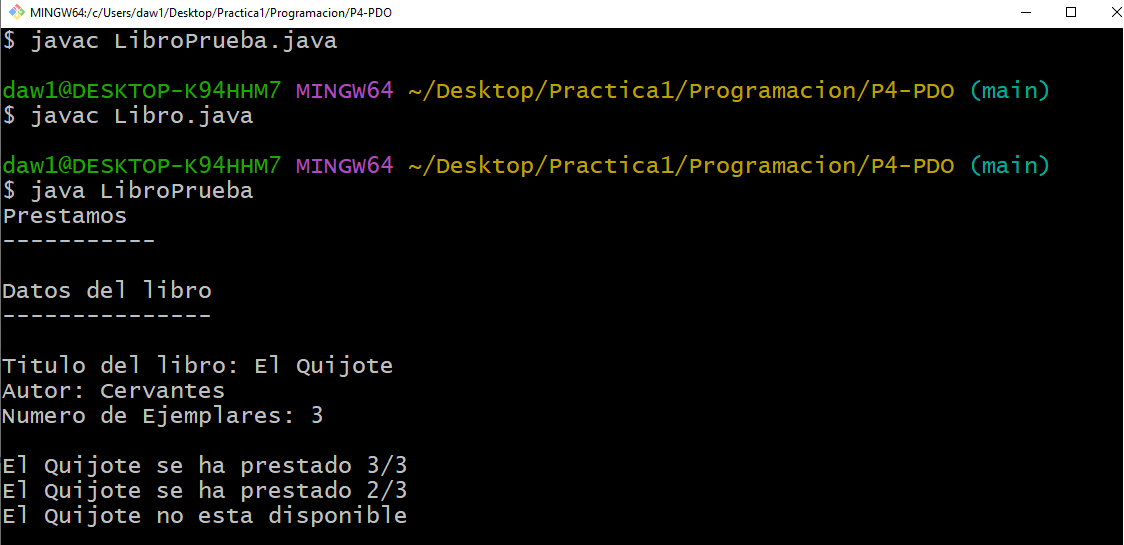 MINGW64:/c/Users/daw1/Desktop/Practica1/Programacion/P4-PDO
$ javac LibroPrueba.java
daw1@DESKTOP-K94HHM7 MINGW64 ~/Desktop/Practica1/Programacion/P4-PDO (main)
$ javac Libro.java
daw1@DESKTOP-K94HHM7 MINGW64 ~/Desktop/Practica1/Programacion/P4-PDO (main)
$ java LibroPrueba
Prestamos
-----------
Datos del libro
---------------
Titulo del libro: El Quijote
Autor: Cervantes
Numero de Ejemplares: 3
El Quijote se ha prestado 3/3
El Quijote se ha prestado 2/3
El Quijote no esta disponible